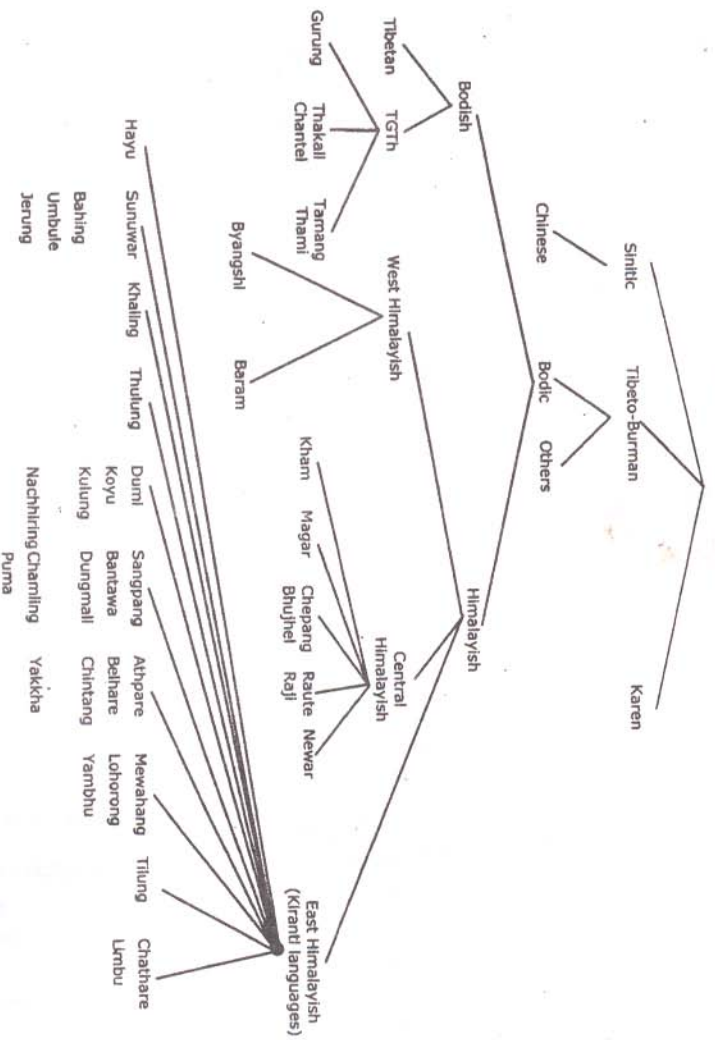 Sinitic
Tibeto-Burman
Karen
Chinese
Bodic
Others
Bodish
Himalayish
Tibetan
TGTh
West Himalayish
Central
Himalayish
East Himalayish
(Kiranti languages)
Gurung
Thakali
Chantel
Tamang
Thami
Byangshi
Baram
Kham
Magar
Chepang
Bhujhel
Raute
Raji
Newar
Hayu
Sunuwar
Bahing
Umbule
Jerung
Khaling
Thulung
Dumi
Koyu
Kulung
Nachhiring
Sangpang
Bantawa
Dungmali
Chamling
Puma
Athpare
Belhare
Chintang
Yakkha
Mewahang
Lohorong
Yambhu
Tilung
Chathare
Limbu